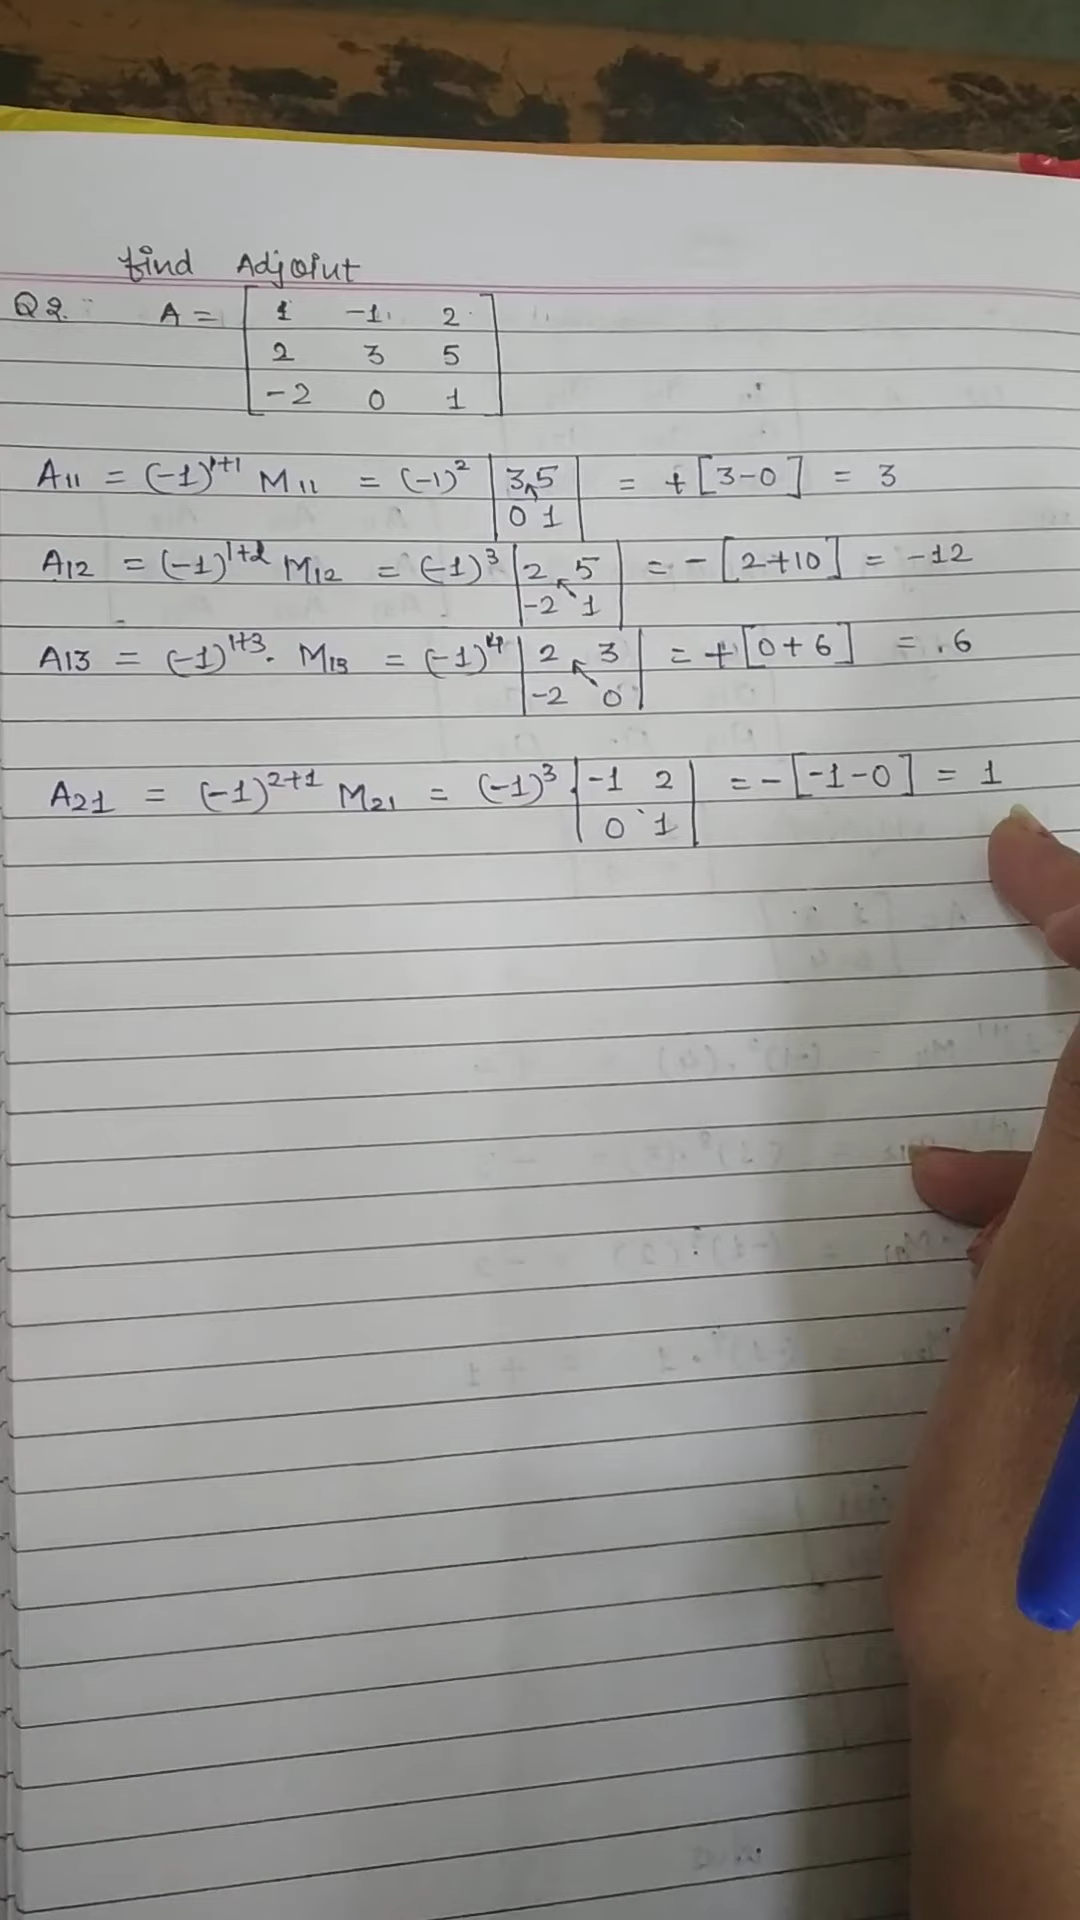 find Adjoint
Q2. A = [ 1 -1 2
2 3 5
-2 0 1 ]
A11 = (-1)^1+1 M11 = (-1)^2 | 3 5 | = +[3-0] = 3
0 1
A12 = (-1)^1+2 M12 = (-1)^3 | 2 5 | = -[2+10] = -12
-2 1
A13 = (-1)^1+3. M13 = (-1)^4 | 2 3 | = +[0+6] = .6
-2 0
A21 = (-1)^2+1 M21 = (-1)^3. | -1 2 | = -[-1-0] = 1
0 1